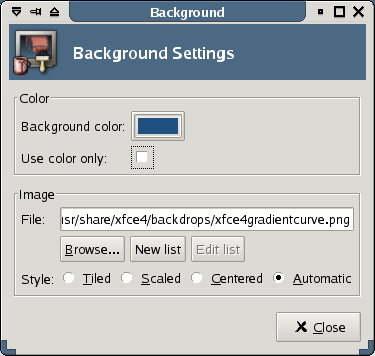 Background
Background Settings
Color
Background color:
Use color only:
Image
File: usr/share/xfce4/backdrops/xfce4gradientcurve.png
Browse... New list Edit list
Style: Tiled Scaled Centered Automatic
Close